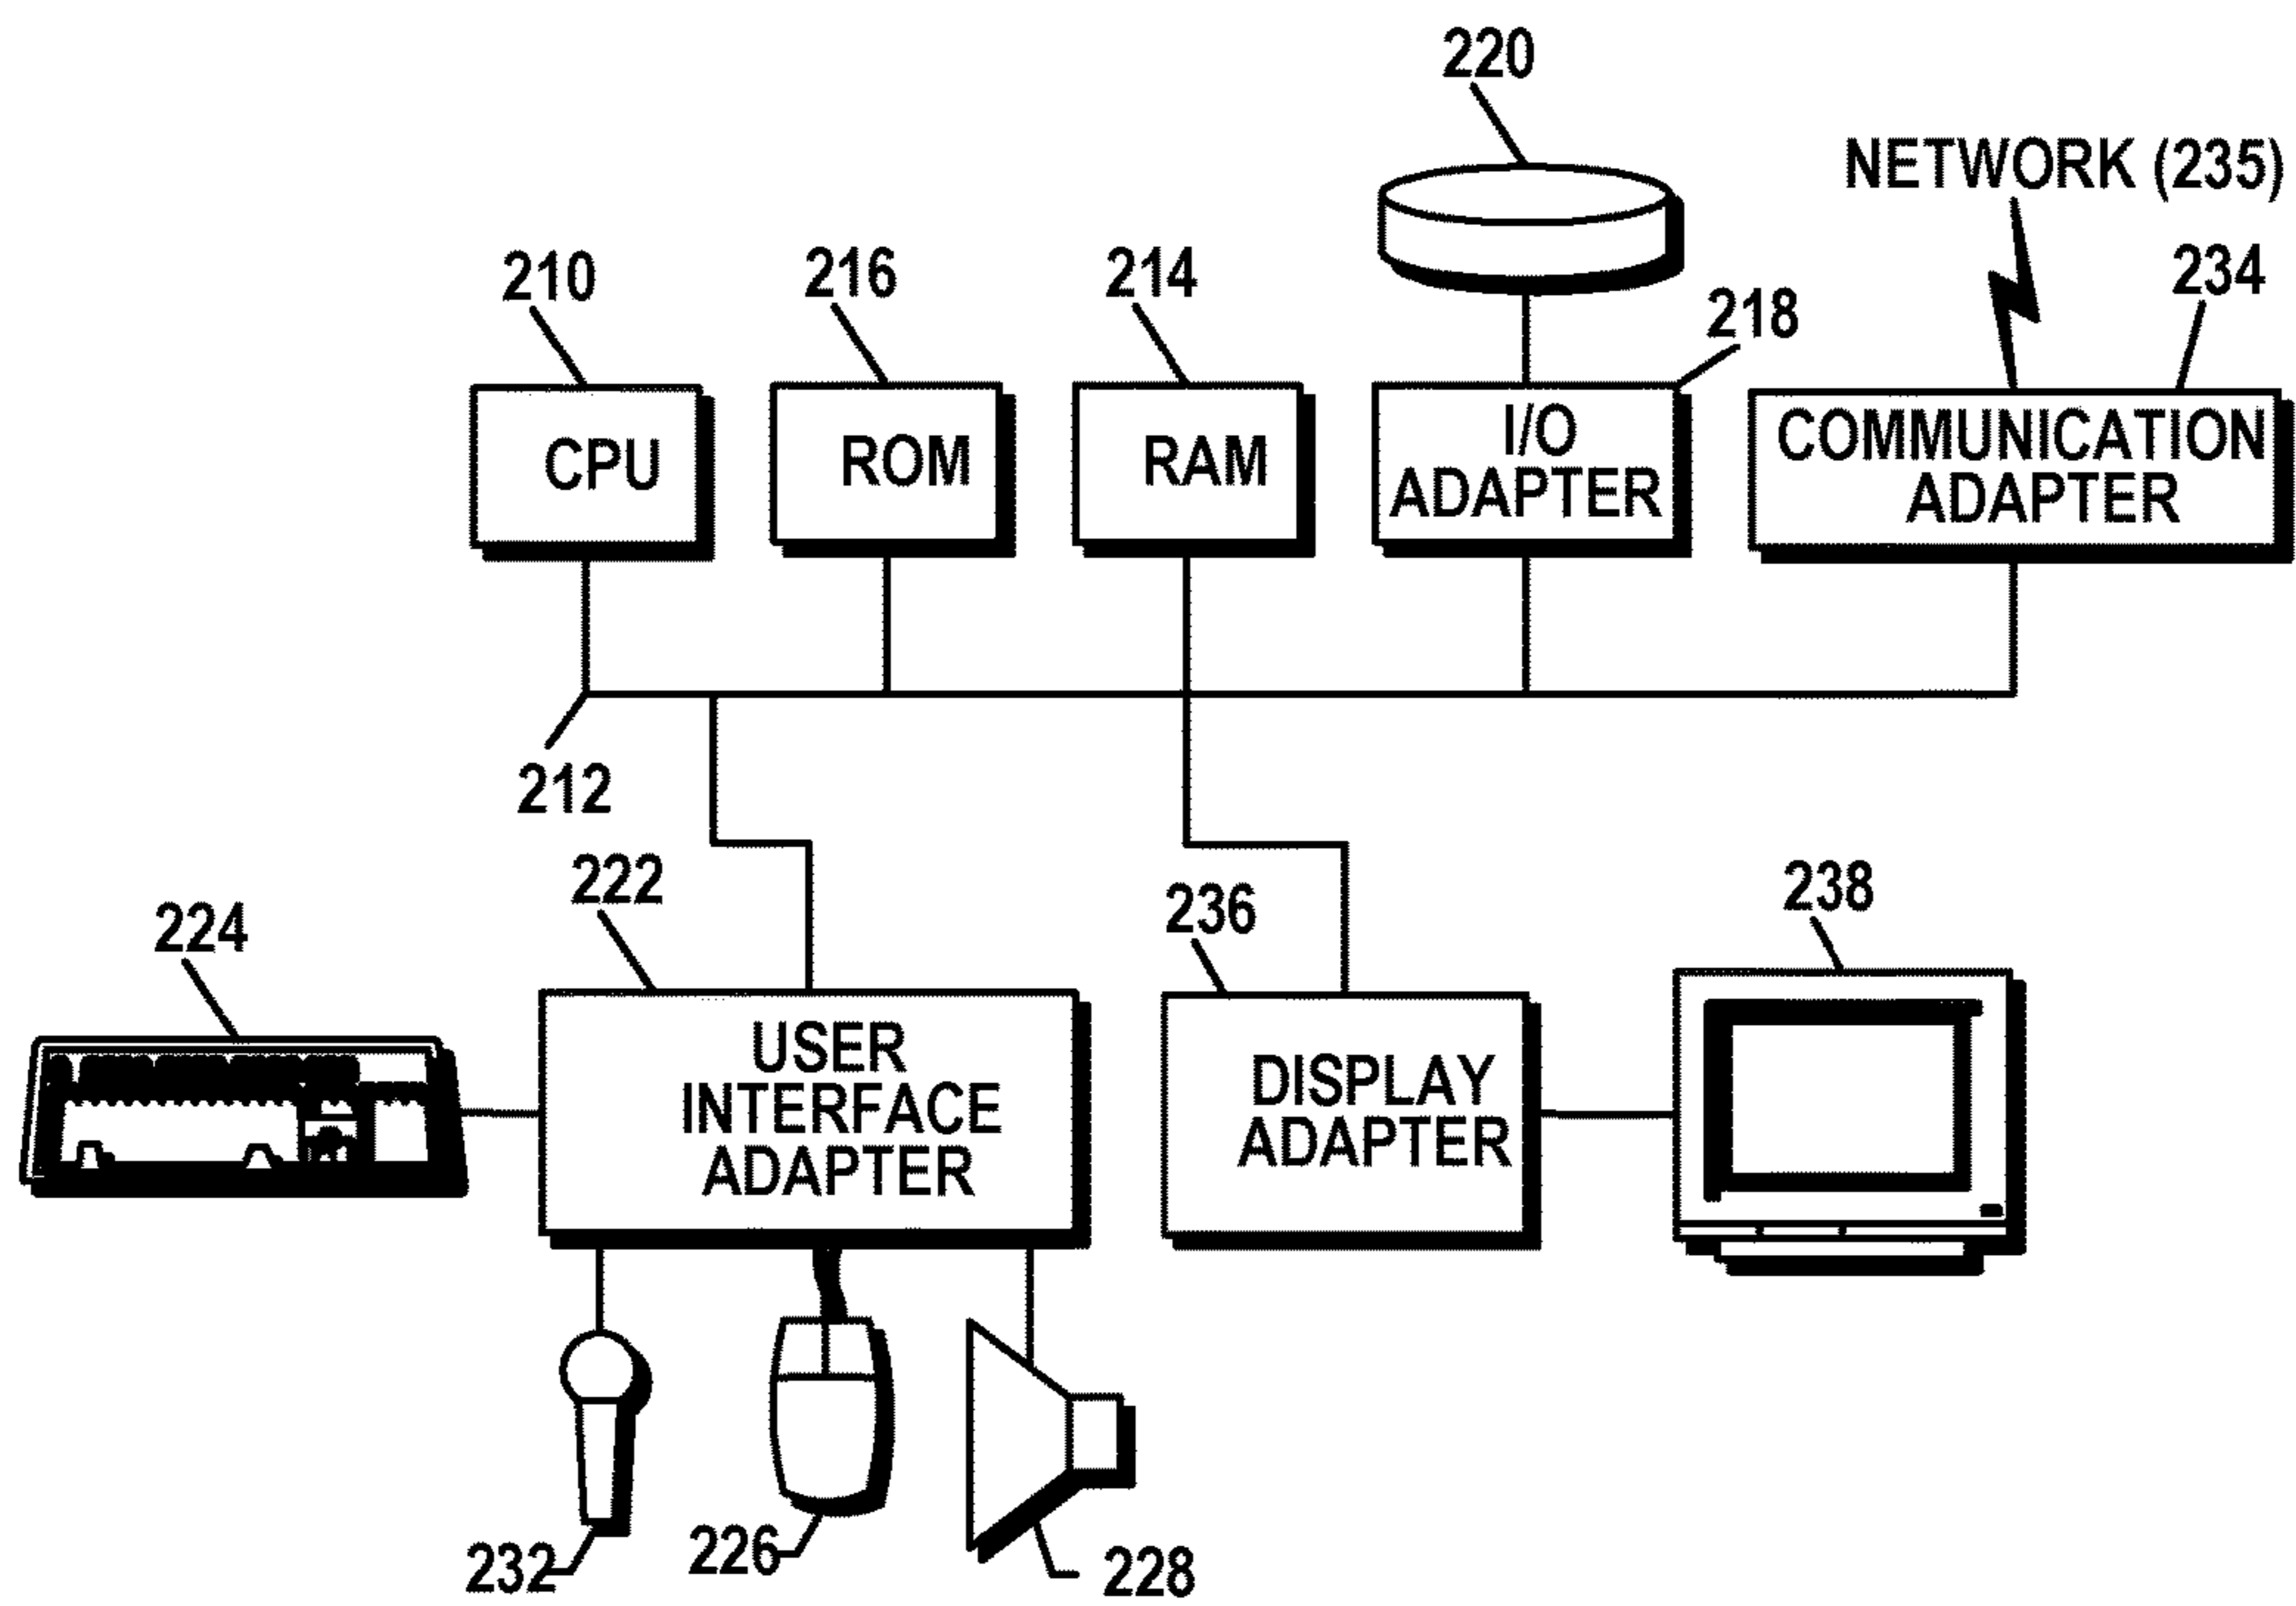 220
NETWORK (235)
210
216
214
218
234
CPU
ROM
RAM
I/O
ADAPTER
COMMUNICATION
ADAPTER
212
222
224
236
238
USER
INTERFACE
ADAPTER
DISPLAY
ADAPTER
232
226
228